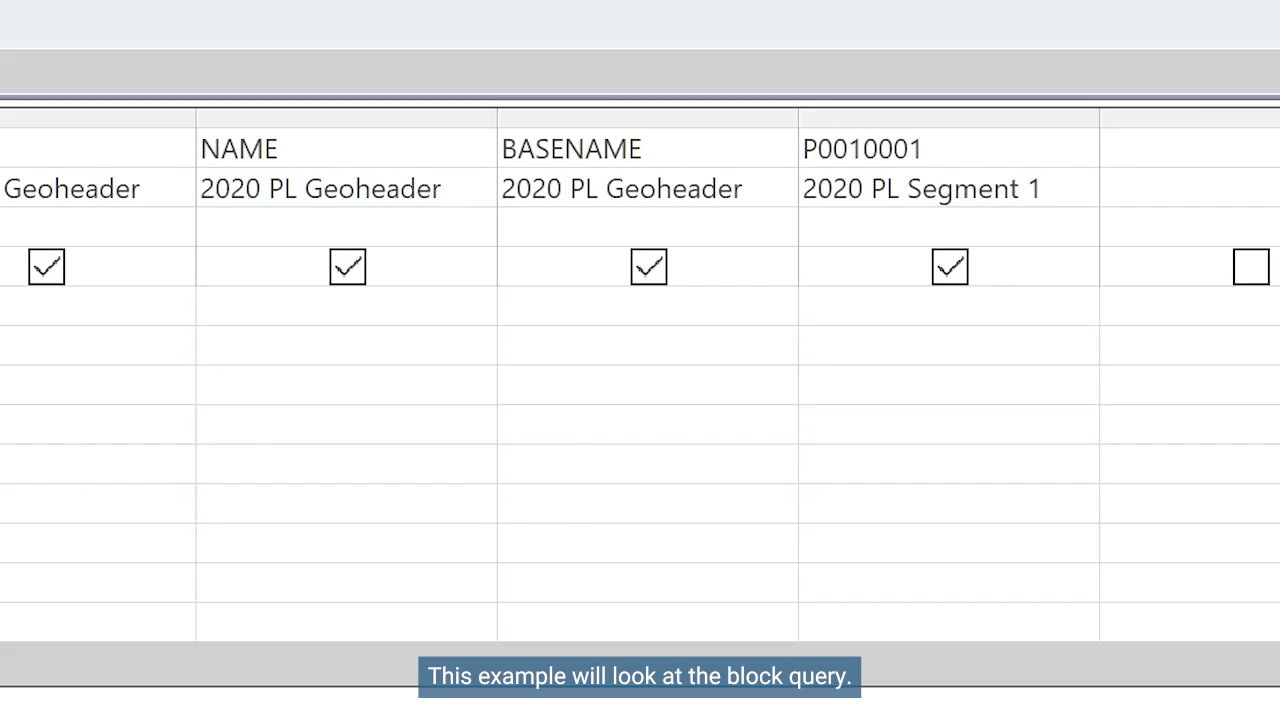 NAME BASENAME P0010001
Geoheader 2020 PL Geoheader 2020 PL Geoheader 2020 PL Segment 1
This example will look at the block query.